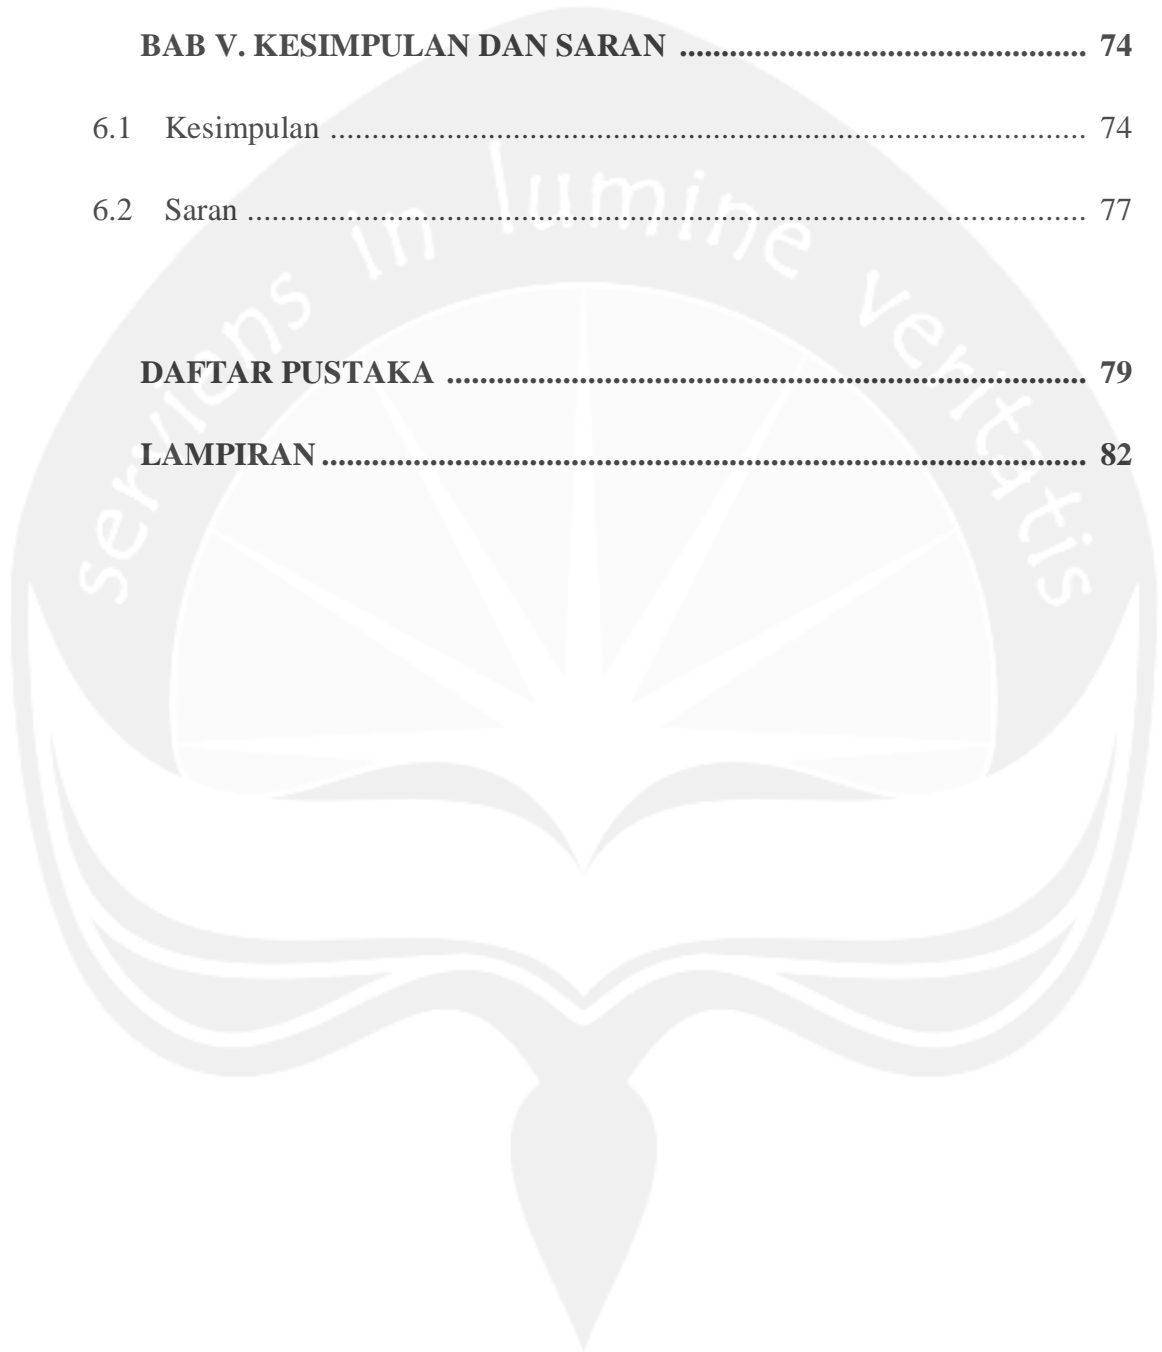 BAB V. KESIMPULAN DAN SARAN ................................................ 74
6.1 Kesimpulan ........................................................................................ 74
6.2 Saran .................................................................................................. 77
serviens in lumine veritatis
DAFTAR PUSTAKA ........................................................................... 79
LAMPIRAN .......................................................................................... 82